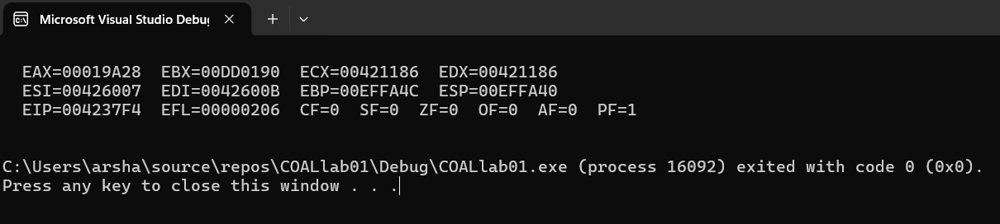 Microsoft Visual Studio Debu
EAX=00019A28  EBX=00DD0190  ECX=00421186  EDX=00421186
ESI=00426007  EDI=0042600B  EBP=00EFFA4C  ESP=00EFFA40
EIP=004237F4  EFL=00000206  CF=0  SF=0  ZF=0  OF=0  AF=0  PF=1
C:\Users\arsha\source\repos\COALlab01\Debug\COALlab01.exe (process 16092) exited with code 0 (0x0).
Press any key to close this window . . .